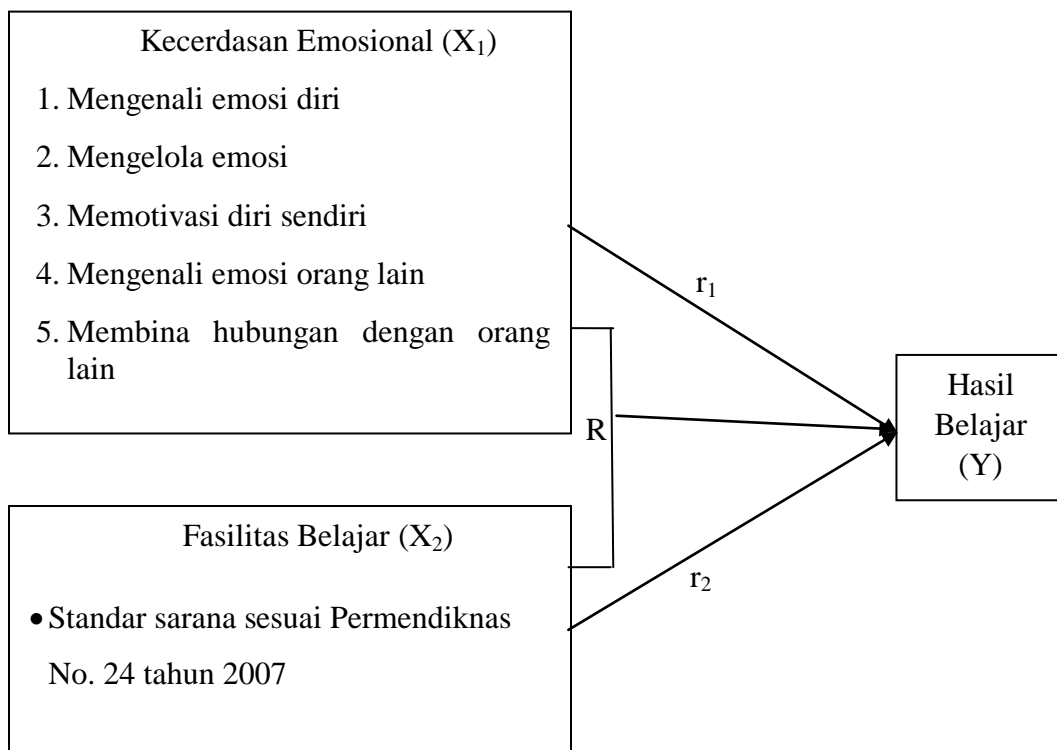 Kecerdasan Emosional (X₁)
1. Mengenali emosi diri
2. Mengelola emosi
3. Memotivasi diri sendiri
4. Mengenali emosi orang lain
5. Membina hubungan dengan orang
lain
r₁
R
Hasil
Belajar
(Y)
Fasilitas Belajar (X₂)
• Standar sarana sesuai Permendiknas
No. 24 tahun 2007
r₂